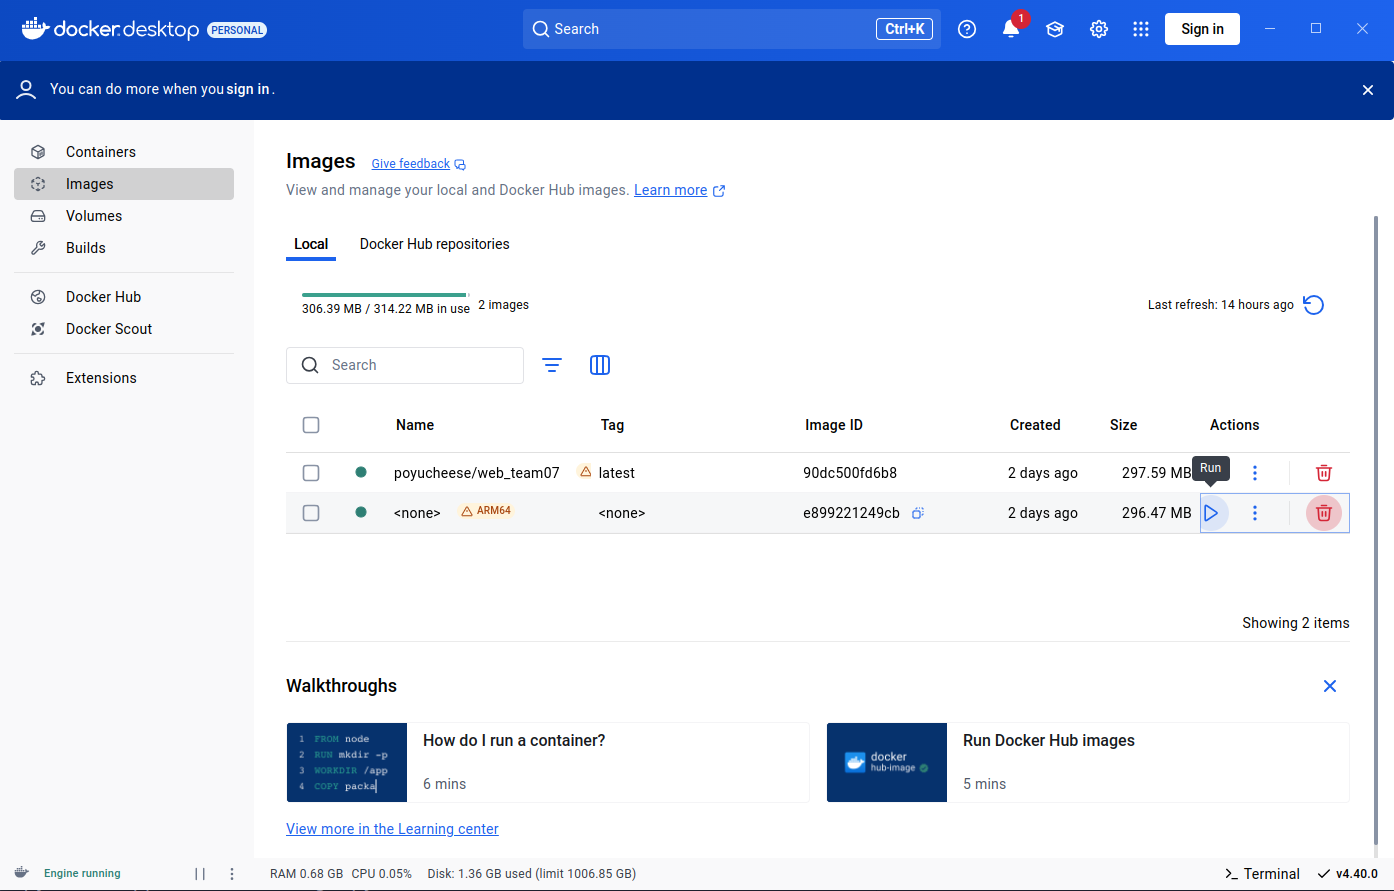 docker desktop PERSONAL
Search
Ctrl+K
1
Sign in
You can do more when you sign in .
Containers
Images
Volumes
Builds
Docker Hub
Docker Scout
Extensions
Images
Give feedback
View and manage your local and Docker Hub images. Learn more
Local
Docker Hub repositories
306.39 MB / 314.22 MB in use
2 images
Last refresh: 14 hours ago
Search
Name Tag Image ID Created Size Actions
poyucheese/web_team07 latest 90dc500fd6b8 2 days ago 297.59 MB
Run
<none> ARM64 <none> e899221249cb 2 days ago 296.47 MB
Showing 2 items
Walkthroughs
1 FROM node
2 RUN mkdir -p
3 WORKDIR /app
4 COPY packa
How do I run a container?
6 mins
docker
hub-image
Run Docker Hub images
5 mins
View more in the Learning center
Engine running
RAM 0.68 GB CPU 0.05% Disk: 1.36 GB used (limit 1006.85 GB)
>_ Terminal
v4.40.0